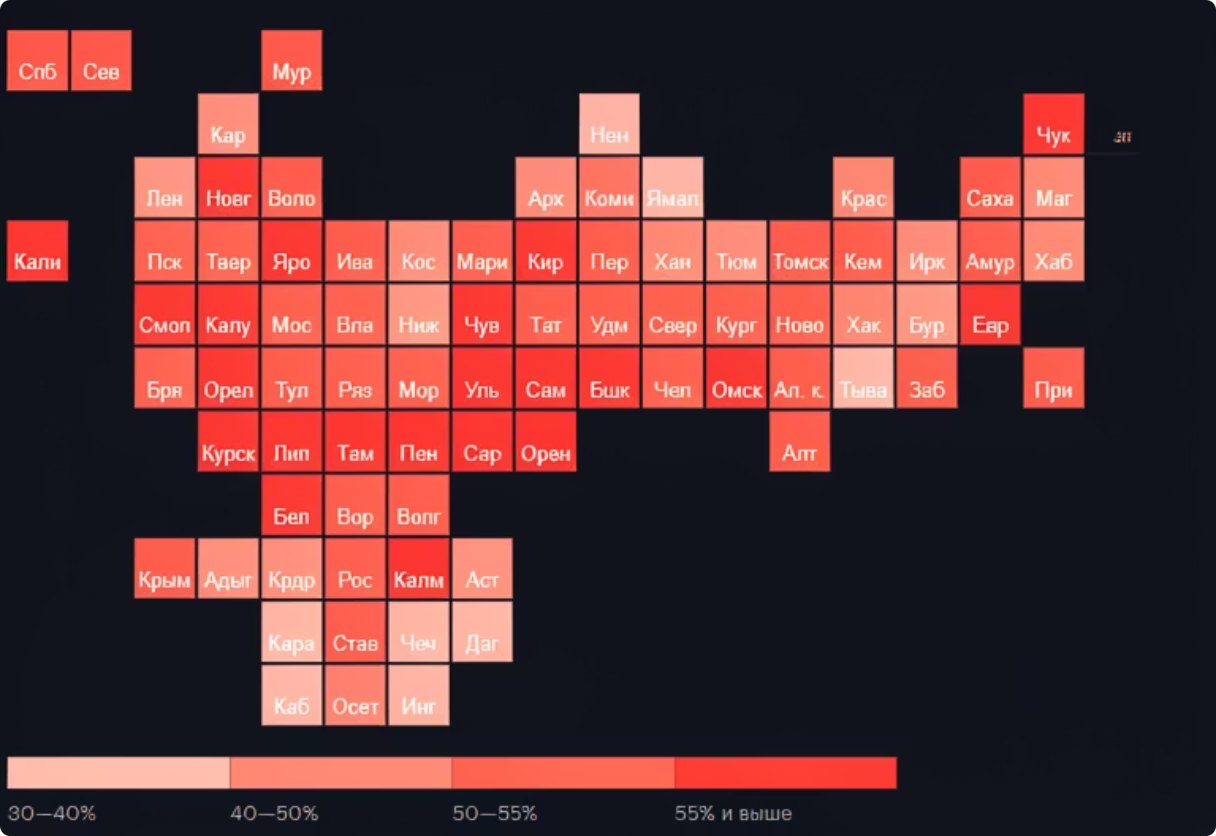 Спб Сев Мур
Кар Нен Чук
Лен Новг Воло Арх Коми Ямал Крас Саха Маг
Кали Пск Твер Яро Ива Кос Мари Кир Пер Хан Тюм Томск Кем Ирк Амур Хаб
Смол Калу Мос Вла Ниж Чув Тат Удм Свер Кург Ново Хак Бур Евр
Бря Орел Тул Ряз Мор Уль Сам Бшк Чел Омск Ал. к. Тыва Заб При
Курск Лип Там Пен Сар Орен Алт
Бел Вор Волг
Крым Адыг Крдр Рос Калм Аст
Кара Став Чеч Даг
Каб Осет Инг
30—40% 40—50% 50—55% 55% и выше